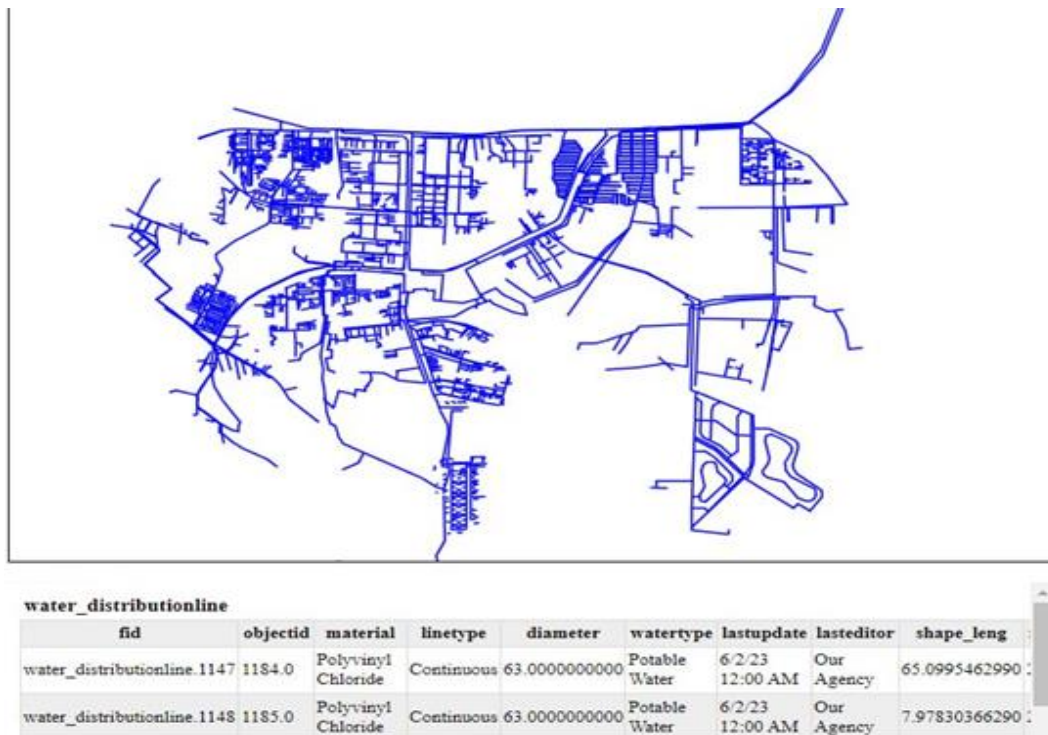 water_distributionline
fid objectid material linetype diameter watertype lastupdate lasteditor shape_leng
water_distributionline.1147 1184.0 Polyvinyl Chloride Continuous 63.0000000000 Potable Water 6/2/23 12:00 AM Our Agency 65.0995462990
water_distributionline.1148 1185.0 Polyvinyl Chloride Continuous 63.0000000000 Potable Water 6/2/23 12:00 AM Our Agency 7.97830366290